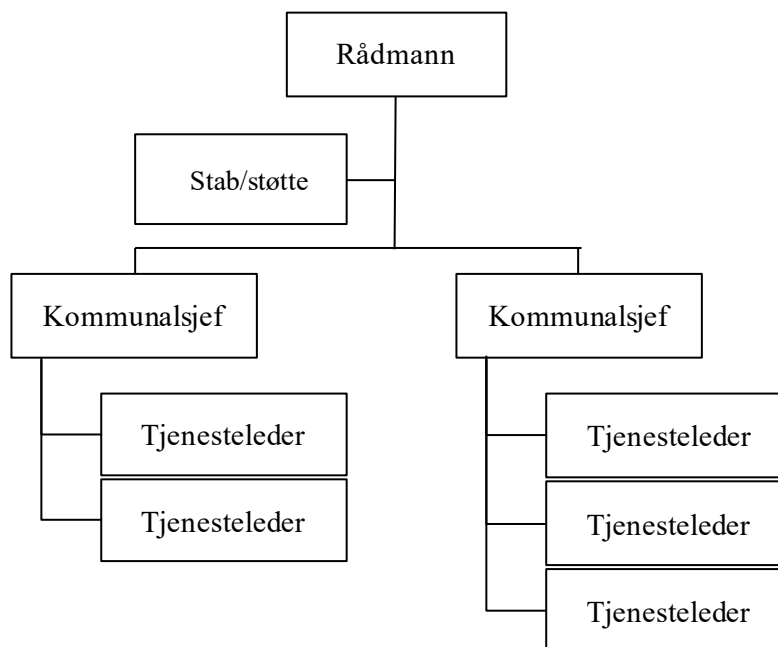 Rådmann
Stab/støtte
Kommunalsjef
Kommunalsjef
Tjenesteleder
Tjenesteleder
Tjenesteleder
Tjenesteleder
Tjenesteleder